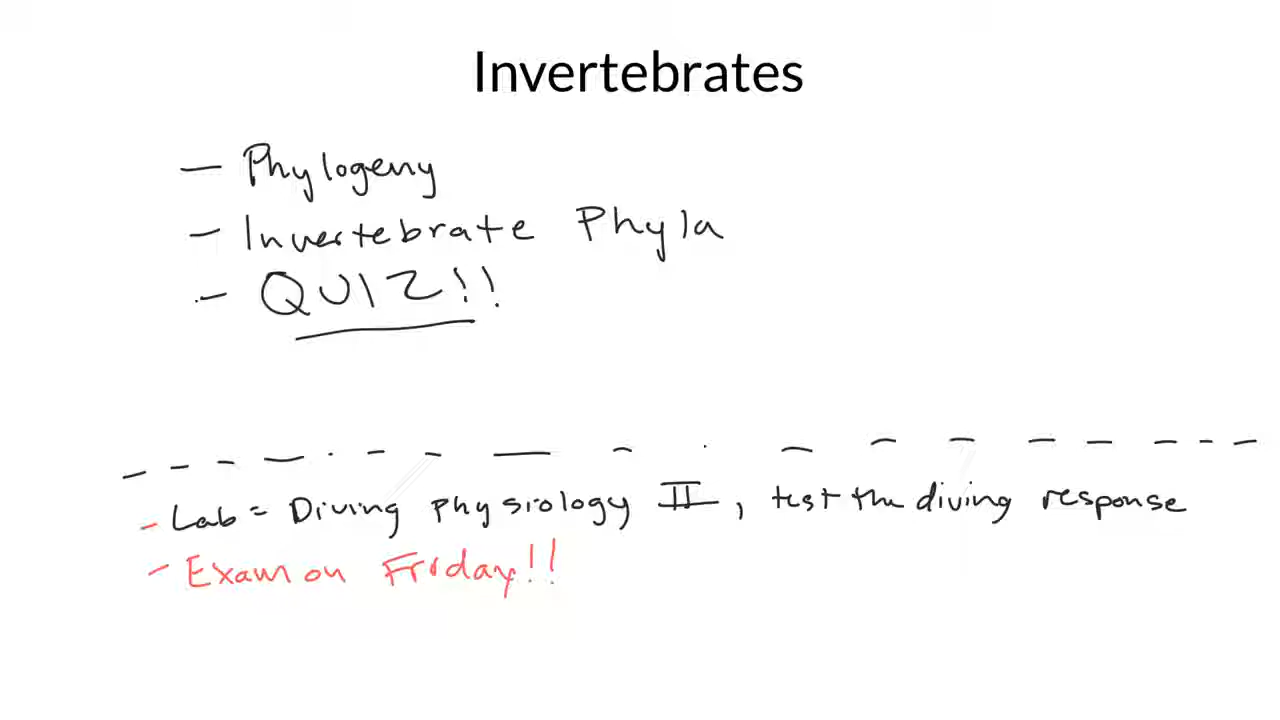 Invertebrates
— Phylogeny
— Invertebrate Phyla
— QUIZ!!
- Lab = Diving Physiology II, test the diving response
- Exam on Friday!!